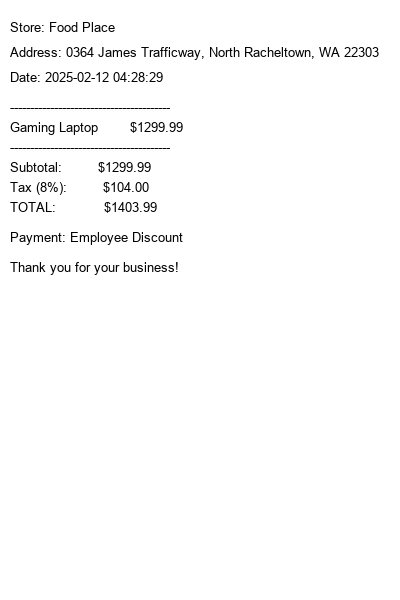 Store: Food Place
Address: 0364 James Trafficway, North Racheltown, WA 22303
Date: 2025-02-12 04:28:29
----------------------------------------
Gaming Laptop $1299.99
----------------------------------------
Subtotal: $1299.99
Tax (8%): $104.00
TOTAL: $1403.99
Payment: Employee Discount
Thank you for your business!